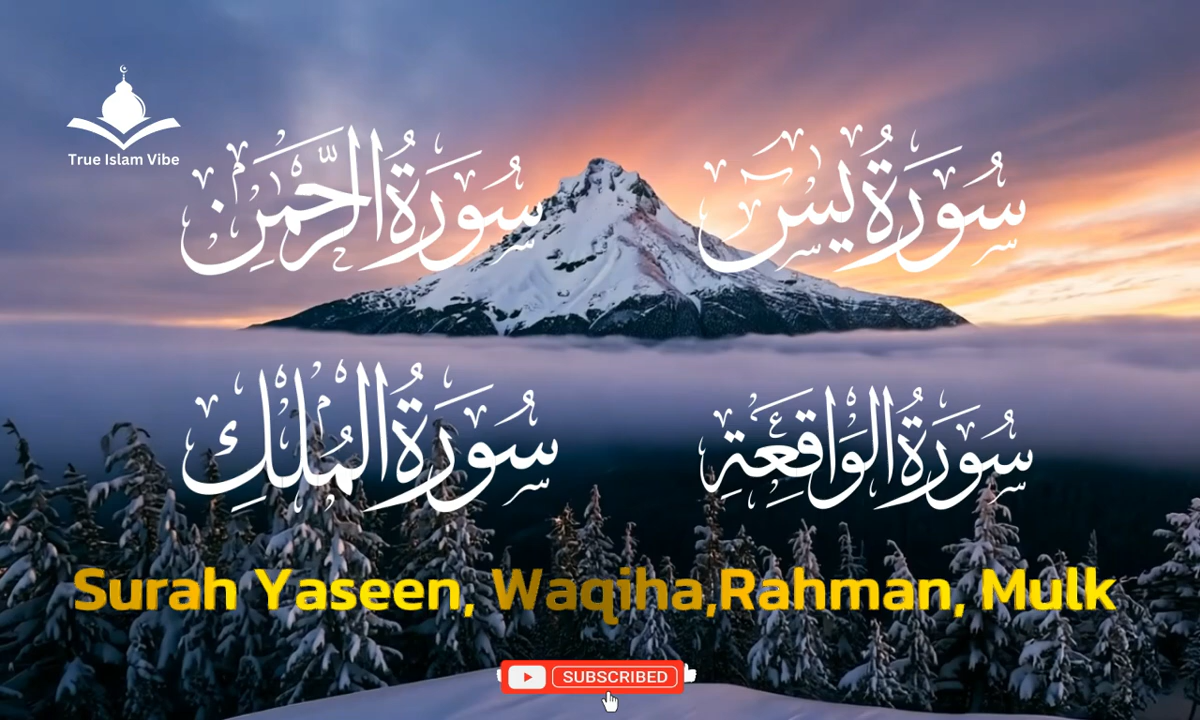 True Islam Vibe
سُورَةُ يسٓ
سُورَةُ الرَّحْمَٰنِ
سُورَةُ الْوَاقِعَةِ
سُورَةُ الْمُلْكِ
Surah Yaseen, Waqiha,Rahman, Mulk
SUBSCRIBED